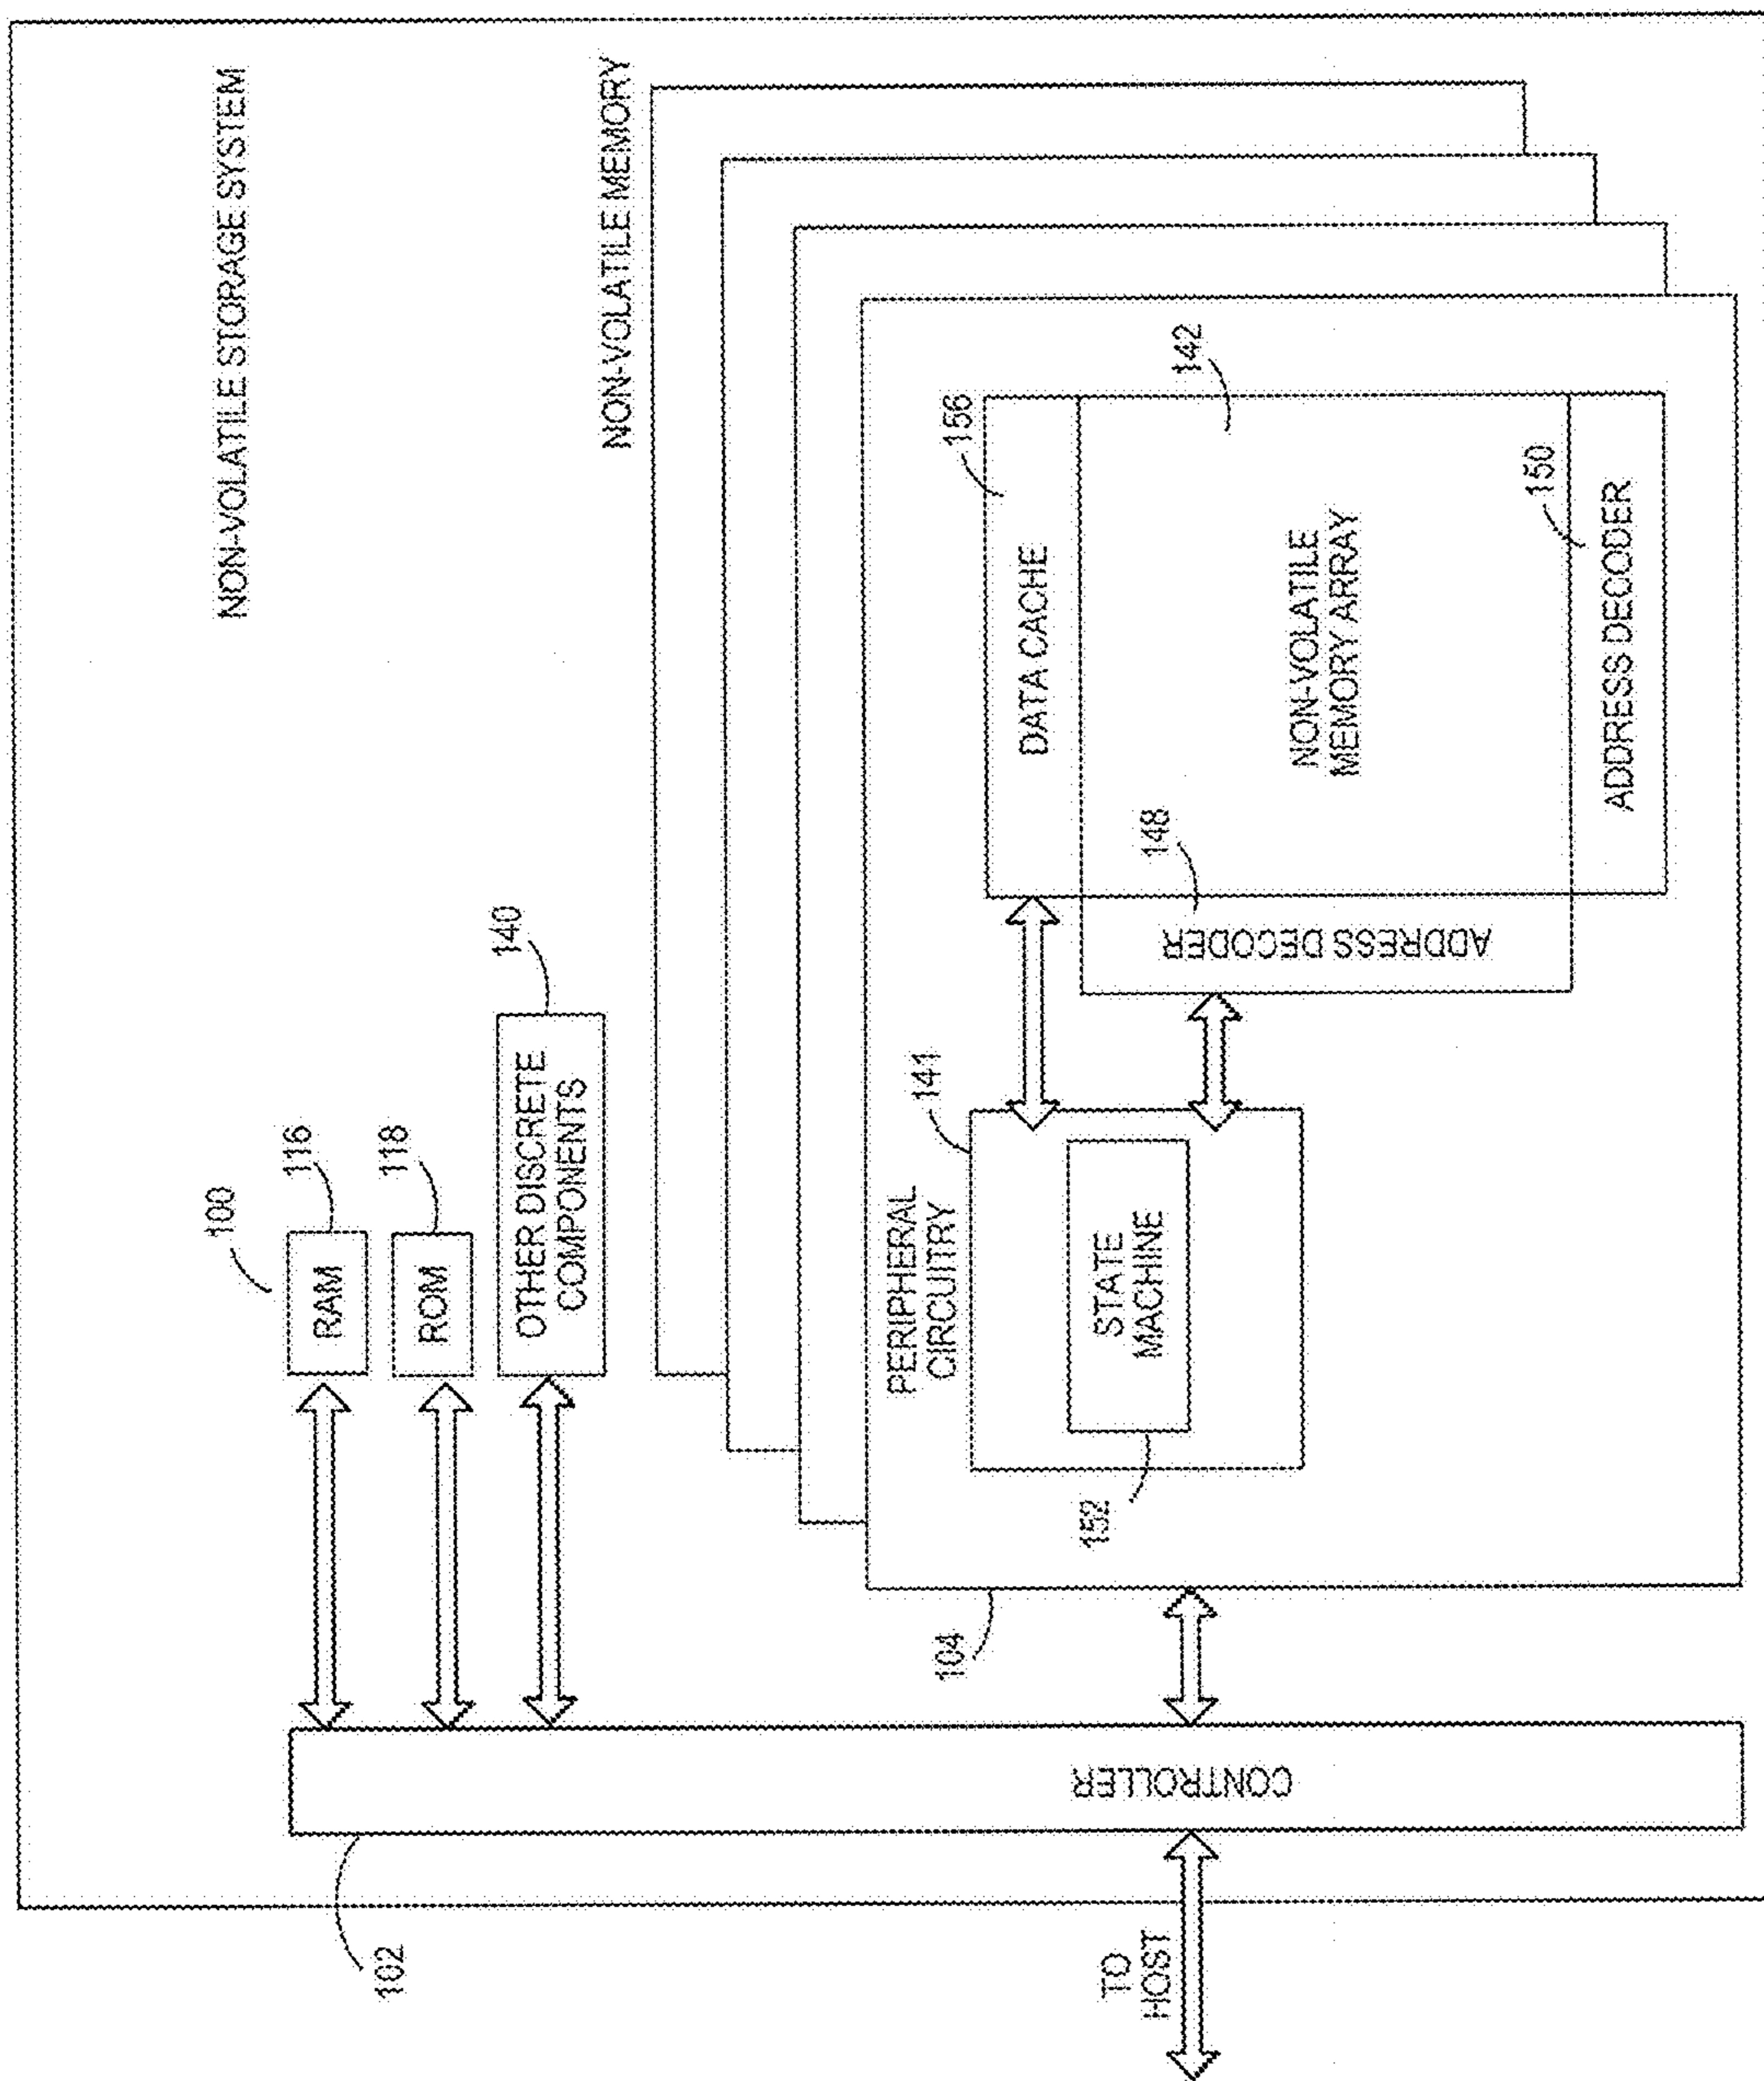 NON-VOLATILE STORAGE SYSTEM
100
RAM
116
ROM
118
OTHER DISCRETE
COMPONENTS
140
NON-VOLATILE MEMORY
102
CONTROLLER
TO
HOST
104
PERIPHERAL
CIRCUITRY
141
STATE
MACHINE
152
DATA CACHE
156
ADDRESS DECODER
148
NON-VOLATILE
MEMORY ARRAY
142
ADDRESS DECODER
150